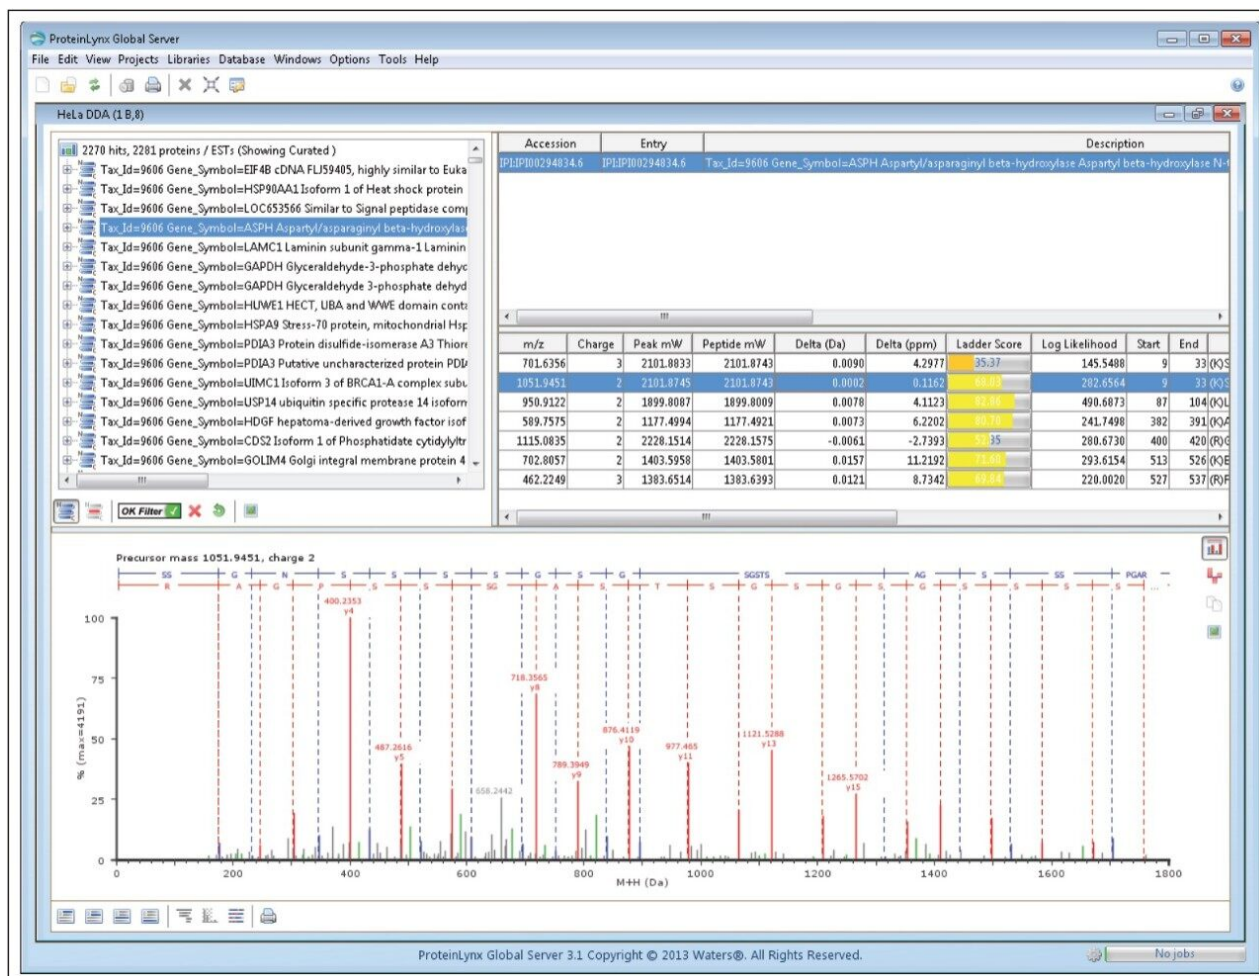 ProteinLynx Global Server
File Edit View Projects Libraries Database Windows Options Tools Help
HeLa DDA (1 B,8)
2270 hits, 2281 proteins / ESTs (Showing Curated )
Tax_Id=9606 Gene_Symbol=EIF4B cDNA FLJ59405, highly similar to Euka
Tax_Id=9606 Gene_Symbol=HSP90AA1 Isoform 1 of Heat shock protein
Tax_Id=9606 Gene_Symbol=LOC653566 Similar to Signal peptidase comp
Tax_Id=9606 Gene_Symbol=ASPH Aspartyl/asparaginyl beta-hydroxylase
Tax_Id=9606 Gene_Symbol=LAMC1 Laminin subunit gamma-1 Laminin
Tax_Id=9606 Gene_Symbol=GAPDH Glyceraldehyde-3-phosphate dehyc
Tax_Id=9606 Gene_Symbol=GAPDH Glyceraldehyde 3-phosphate dehyd
Tax_Id=9606 Gene_Symbol=HUWE1 HECT, UBA and WWE domain conta
Tax_Id=9606 Gene_Symbol=HSPA9 Stress-70 protein, mitochondrial Hsp
Tax_Id=9606 Gene_Symbol=PDIA3 Protein disulfide-isomerase A3 Thiore
Tax_Id=9606 Gene_Symbol=PDIA3 Putative uncharacterized protein PDIA
Tax_Id=9606 Gene_Symbol=UIMC1 Isoform 3 of BRCA1-A complex subu
Tax_Id=9606 Gene_Symbol=USP14 ubiquitin specific protease 14 isoform
Tax_Id=9606 Gene_Symbol=HDGF hepatoma-derived growth factor isof
Tax_Id=9606 Gene_Symbol=CDS2 Isoform 1 of Phosphatidate cytidylyltr
Tax_Id=9606 Gene_Symbol=GOLIM4 Golgi integral membrane protein 4
OK Filter
Accession Entry Description
IPI:IPI00294834.6 IPI:IPI00294834.6 Tax_Id=9606 Gene_Symbol=ASPH Aspartyl/asparaginyl beta-hydroxylase Aspartyl beta-hydroxylase N-
m/z Charge Peak mW Peptide mW Delta (Da) Delta (ppm) Ladder Score Log Likelihood Start End
701.6356 3 2101.8833 2101.8743 0.0090 4.2977 35.37 145.5488 9 33 (K)S
1051.9451 2 2101.8745 2101.8743 0.0002 0.1162 282.6564 9 33 (K)S
950.9122 2 1899.8087 1899.8009 0.0078 4.1123 490.6873 87 104 (K)L
589.7575 2 1177.4994 1177.4921 0.0073 6.2202 241.7498 382 391 (K)A
1115.0835 2 2228.1514 2228.1575 -0.0061 -2.7393 52.35 280.6730 400 420 (R)G
702.8057 2 1403.5958 1403.5801 0.0157 11.2192 293.6154 513 526 (K)E
462.2249 3 1383.6514 1383.6393 0.0121 8.7342 220.0020 527 537 (R)F
Precursor mass 1051.9451, charge 2
SS G N S S S S G S G SGSTS AG S SS PGAR
R A G P S S SG A S T S G S G S G S S S S ...
400.2353
y4
718.3565
y8
876.4119
y10
1121.5288
y13
487.2616
y5
977.465
y11
789.3949
y9
1265.5702
y15
658.2442
100
75
50
25
0
% (max=4191)
0 200 400 600 800 1000 1200 1400 1600 1800
M+H (Da)
ProteinLynx Global Server 3.1 Copyright © 2013 Waters®. All Rights Reserved.
No jobs